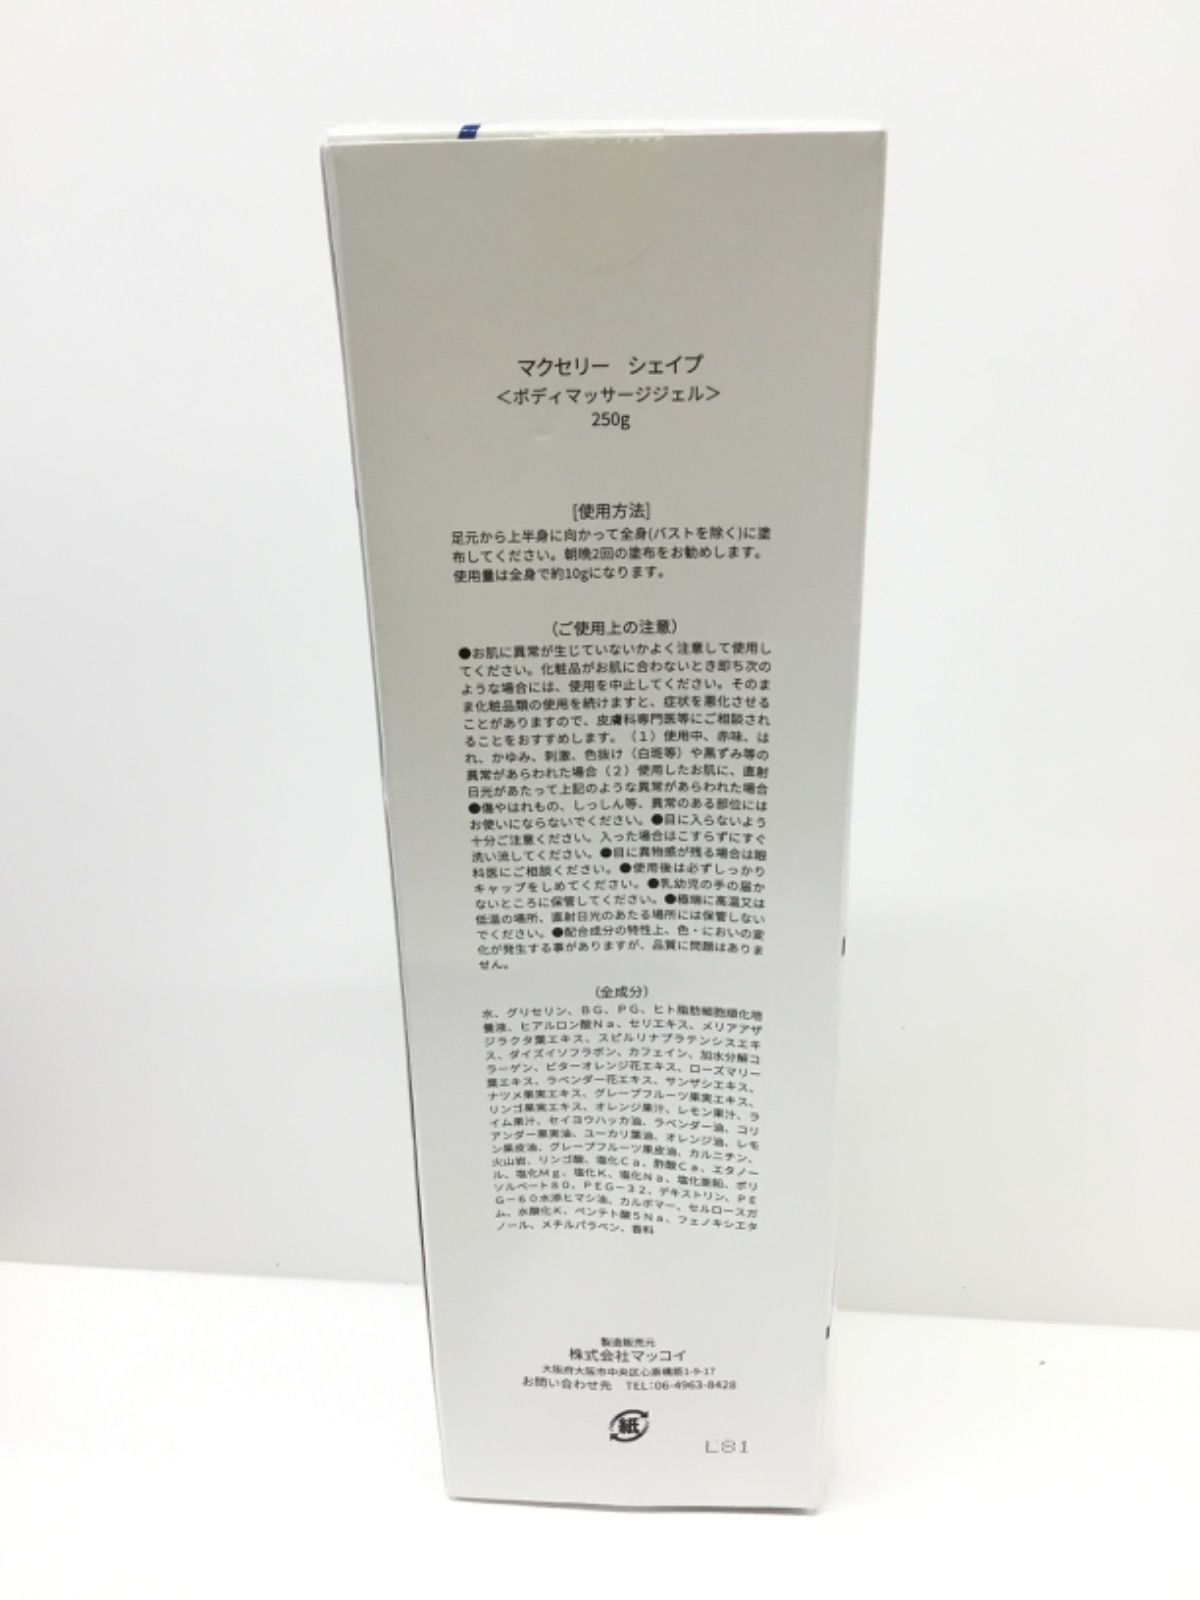 マクセリー　シェイプ
＜ボディマッサージジェル＞
250g
[使用方法]
足元から上半身に向かって全身(バストを除く)に塗
布してください。朝晩2回の塗布をお勧めします。
使用量は全身で約10gになります。
（ご使用上の注意）
●お肌に異常が生じていないかよく注意して使用し
てください。化粧品がお肌に合わないとき即ち次の
ような場合には、使用を中止してください。そのま
ま化粧品類の使用を続けますと、症状を悪化させる
ことがありますので、皮膚科専門医等にご相談され
ることをおすすめします。（１）使用中、赤味、は
れ、かゆみ、刺激、色抜け（白斑等）や黒ずみ等の
異常があらわれた場合（２）使用したお肌に、直射
日光があたって上記のような異常があらわれた場合
●傷やはれもの、しっしん等、異常のある部位には
お使いにならないでください。●目に入らないよう
十分ご注意ください。入った場合はこすらずにすぐ
洗い流してください。●目に異物感が残る場合は眼
科医にご相談ください。●使用後は必ずしっかり
キャップをしめてください。●乳幼児の手の届か
ないところに保管してください。●極端に高温又は
低温の場所、直射日光のあたる場所には保管しない
でください。●配合成分の特性上、色・においの変
化が発生する事がありますが、品質に問題はありま
せん。
（全成分）
水、グリセリン、ＢＧ、ＰＧ、ヒト脂肪細胞順化培
養液、ヒアルロン酸Ｎａ、セリエキス、メリアアザ
ジラクタ葉エキス、スピルリナプラテンシスエキ
ス、ダイズイソフラボン、カフェイン、加水分解コ
ラーゲン、ビターオレンジ花エキス、ローズマリー
葉エキス、ラベンダー花エキス、サンザシエキス、
ナツメ果実エキス、グレープフルーツ果実エキス、
リンゴ果実エキス、オレンジ果汁、レモン果汁、ラ
イム果汁、セイヨウハッカ油、ラベンダー油、コリ
アンダー果実油、ユーカリ葉油、オレンジ油、レモ
ン果皮油、グレープフルーツ果皮油、カルニチン、
火山岩、リンゴ酸、塩化Ｃａ、酢酸Ｃａ、エタノー
ル、塩化Ｍｇ、塩化Ｋ、塩化Ｎａ、塩化亜鉛、ポリ
ソルベート８０、ＰＥＧ－３２、デキストリン、ＰＥ
Ｇ－６０水添ヒマシ油、カルボマー、セルロースガ
ム、水酸化Ｋ、ペンテト酸５Ｎａ、フェノキシエタ
ノール、メチルパラベン、香料
製造販売元
株式会社マッコイ
大阪府大阪市中央区心斎橋筋1-9-17
お問い合わせ先　TEL：06-4963-8428
紙
L81